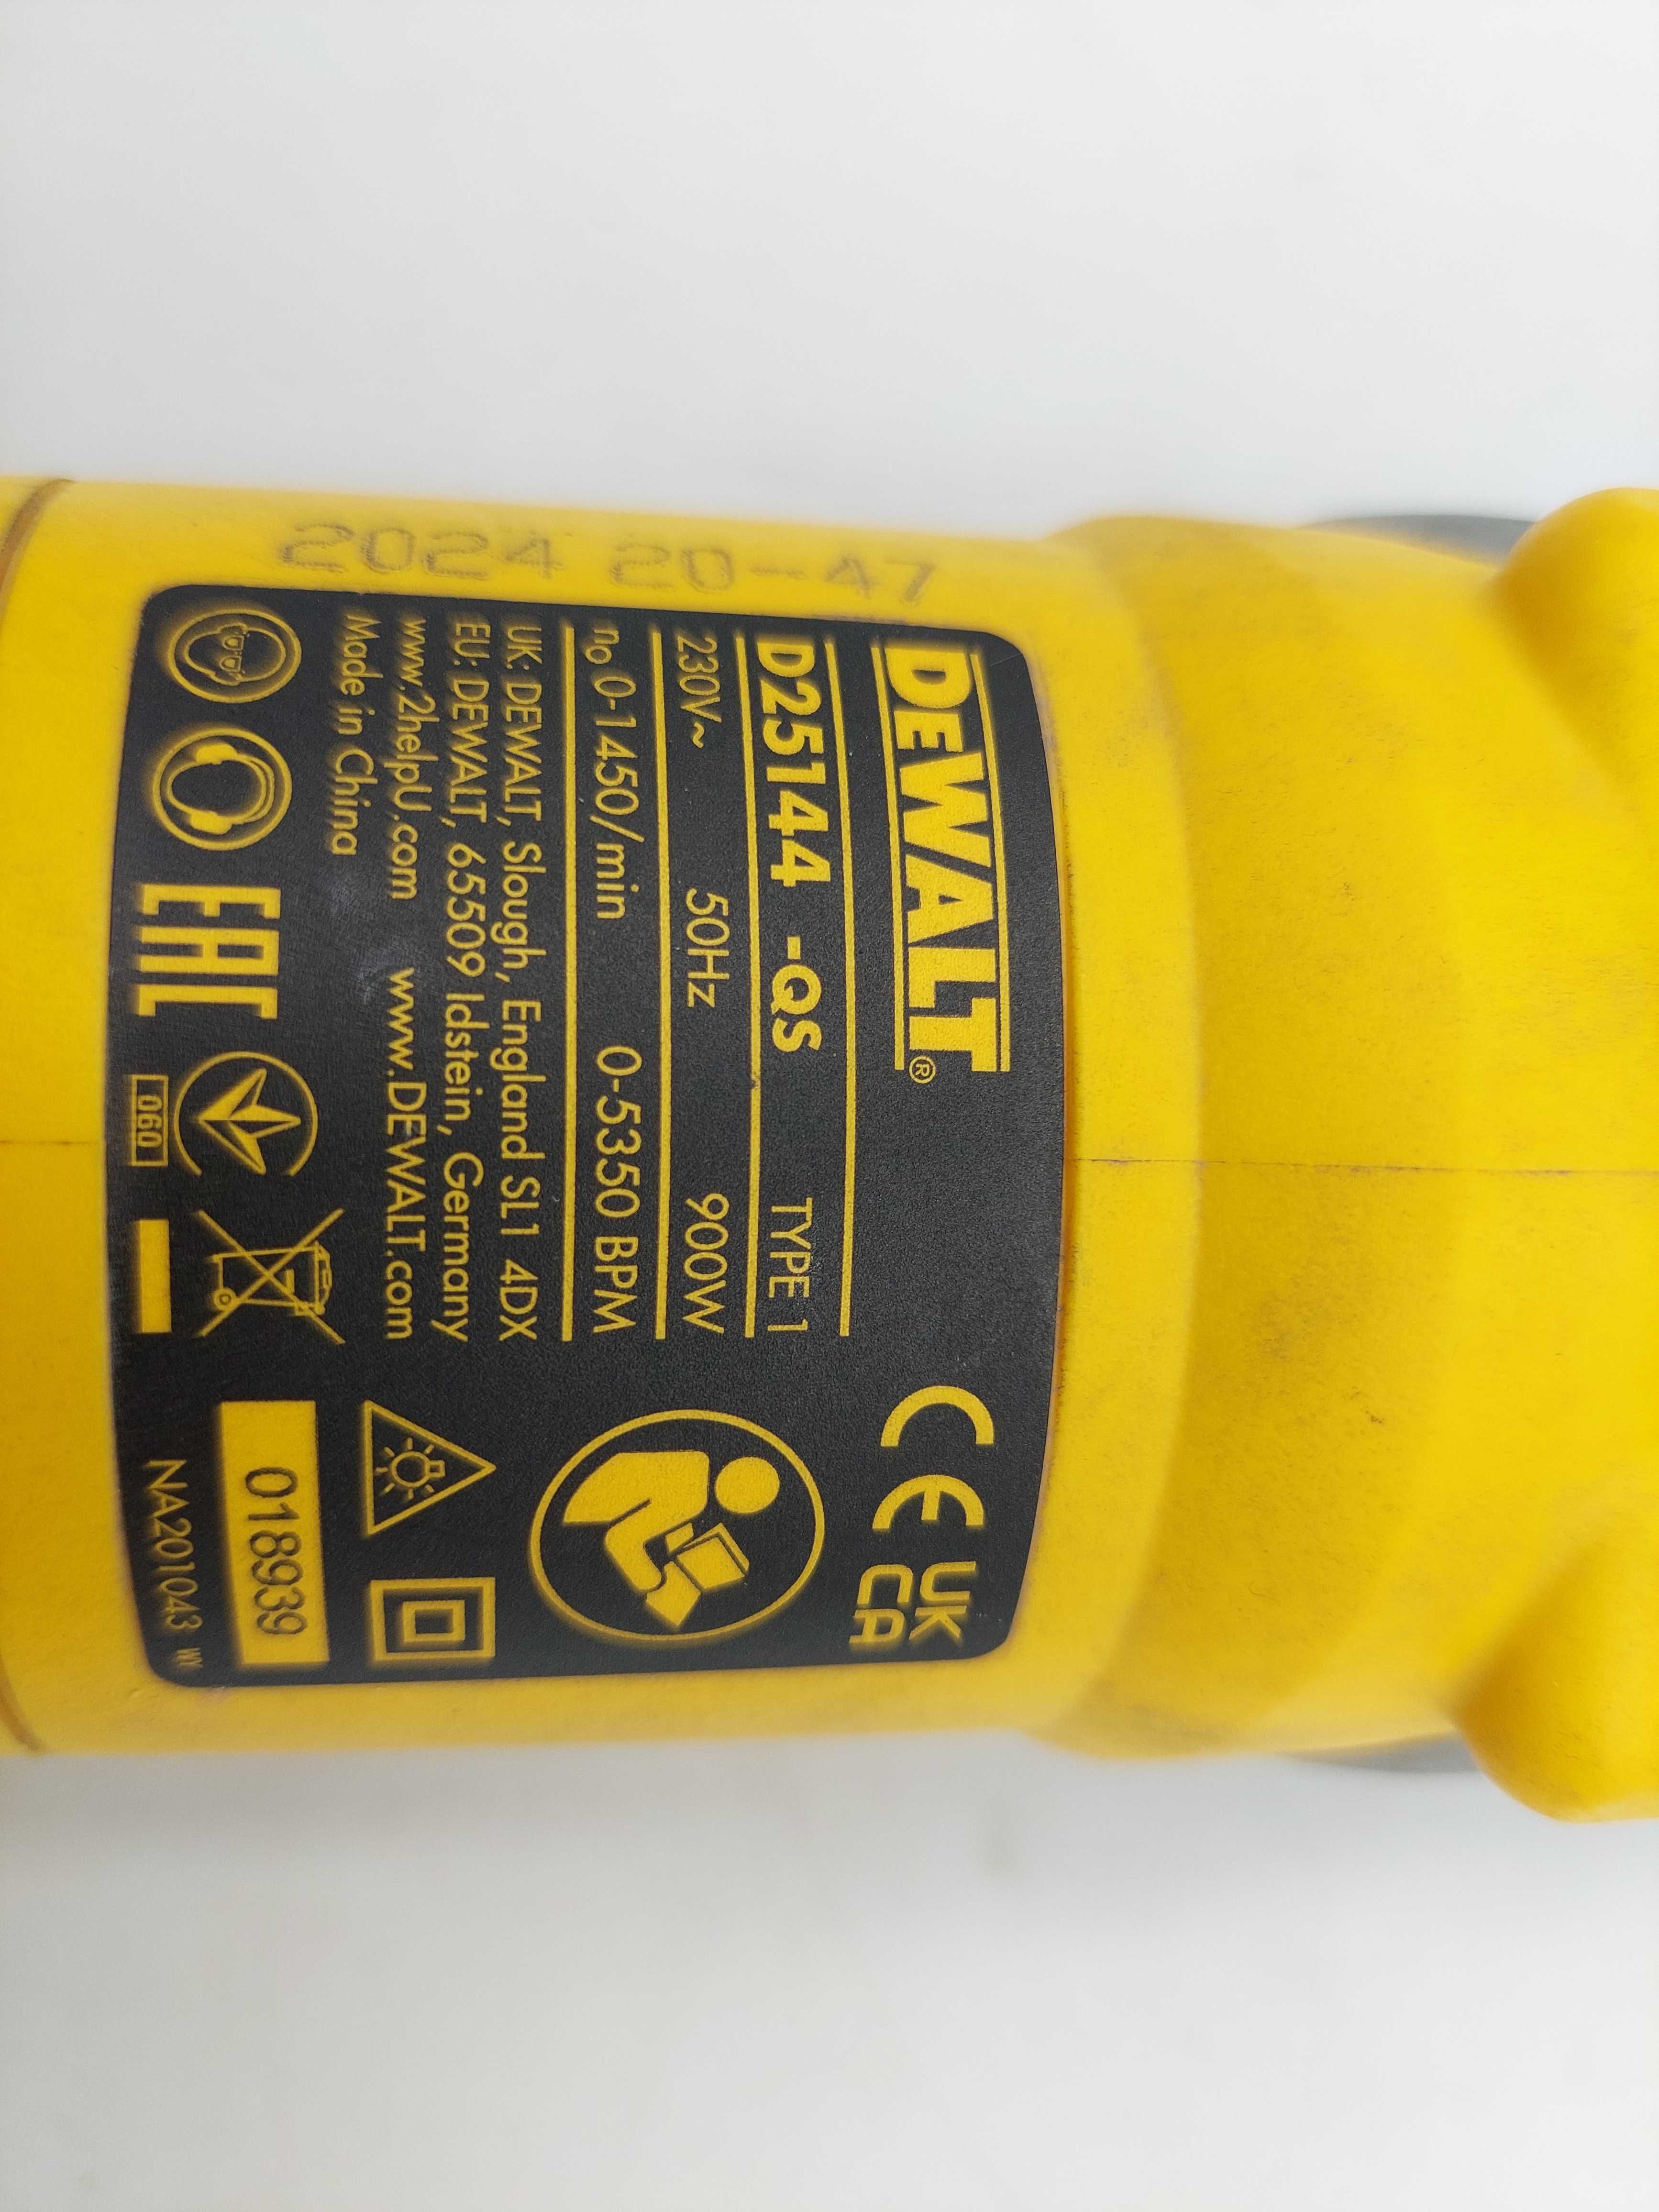 2024 20-47
DEWALT®
D25144 -QS TYPE 1
230V~ 50Hz 900W
n₀ 0-1450/min 0-5350 BPM
UK: DEWALT, Slough, England SL1 4DX
EU: DEWALT, 65509 Idstein, Germany
www.2helpU.com www.DEWALT.com
Made in China
EAC
060
CE
UK
CA
018939
NA201043